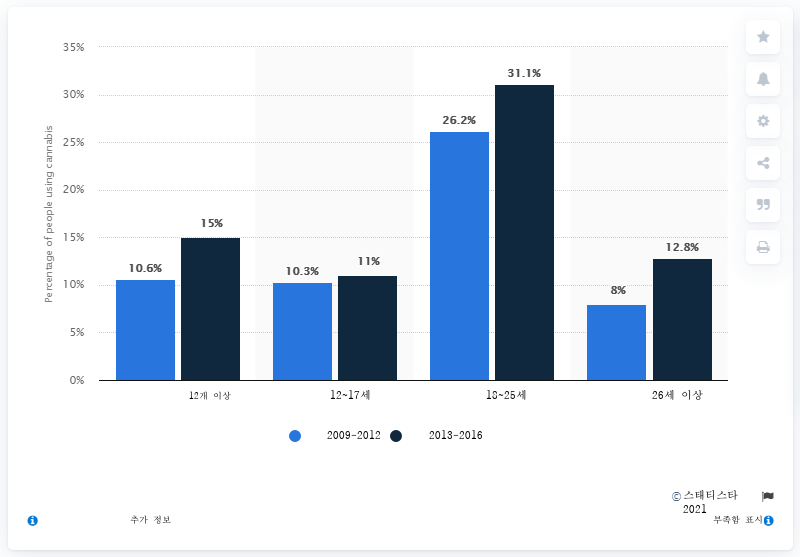 35%
31.1%
30%
26.2%
25%
20%
15%
15%
12.8%
10.6%
10.3%
11%
10%
8%
5%
0%
Percentage of people using cannabis
12개 이상
12~17세
18~25세
26세 이상
2009-2012
2013-2016
©스태티스타
2021
추가 정보
부족함 표시